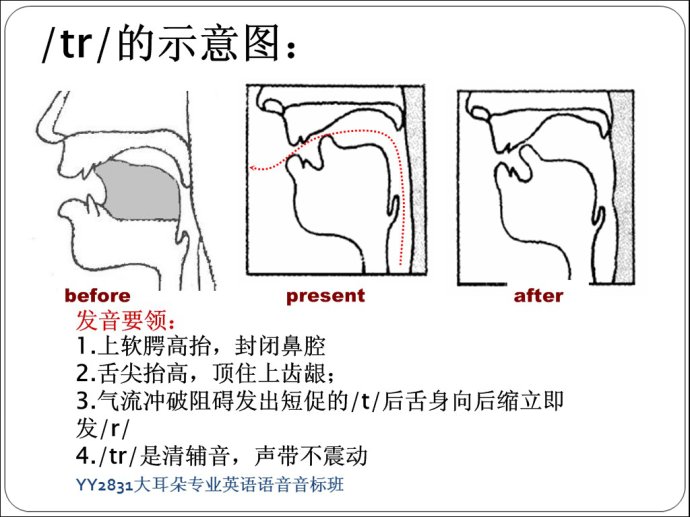 /tr/的示意图：
before present after
发音要领：
1.上软腭高抬，封闭鼻腔
2.舌尖抬高，顶住上齿龈；
3.气流冲破阻碍发出短促的/t/后舌身向后缩立即
发/r/
4./tr/是清辅音，声带不震动
YY2831大耳朵专业英语语音音标班